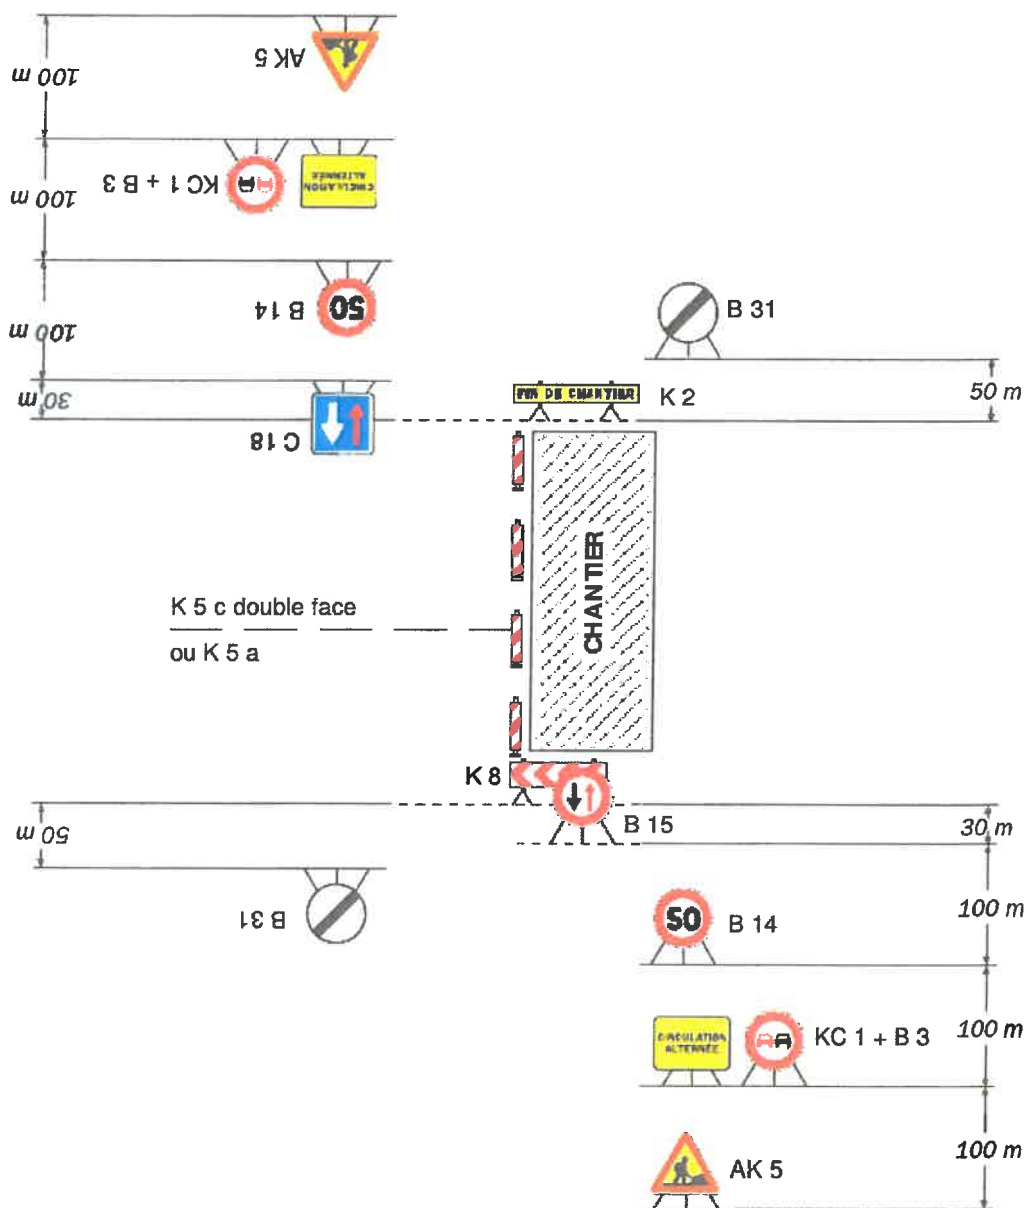 AK 5
100 m
CIRCULATION
ALTERNÉE
KC 1 + B 3
100 m
50
B 14
100 m
B 31
30 m
FIN DE CHANTIER
K 2
50 m
C 18
CHANTIER
K 5 c double face
ou K 5 a
K 8
B 15
30 m
50 m
B 31
50
B 14
100 m
CIRCULATION
ALTERNÉE
KC 1 + B 3
100 m
AK 5
100 m